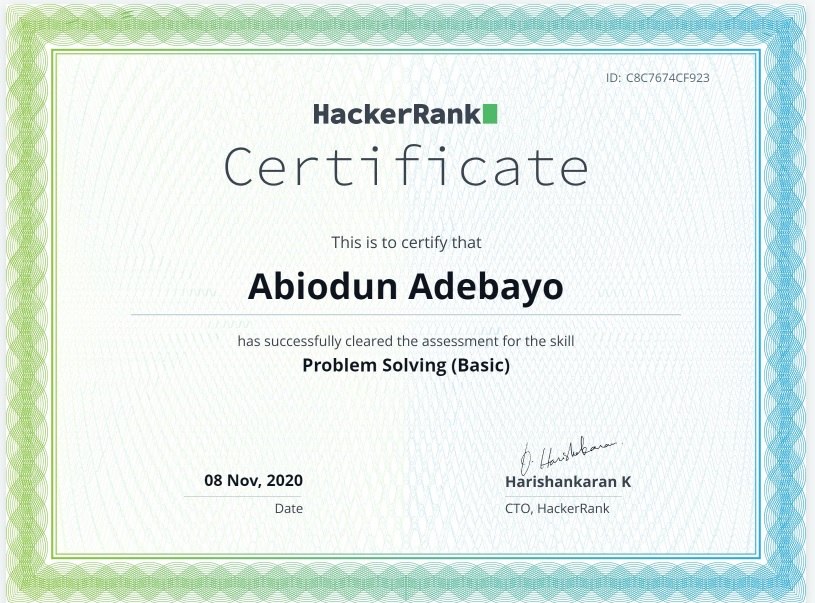 ID: C8C7674CF923
HackerRank
Certificate
This is to certify that
Abiodun Adebayo
has successfully cleared the assessment for the skill
Problem Solving (Basic)
08 Nov, 2020
Date
Harishankaran K
CTO, HackerRank